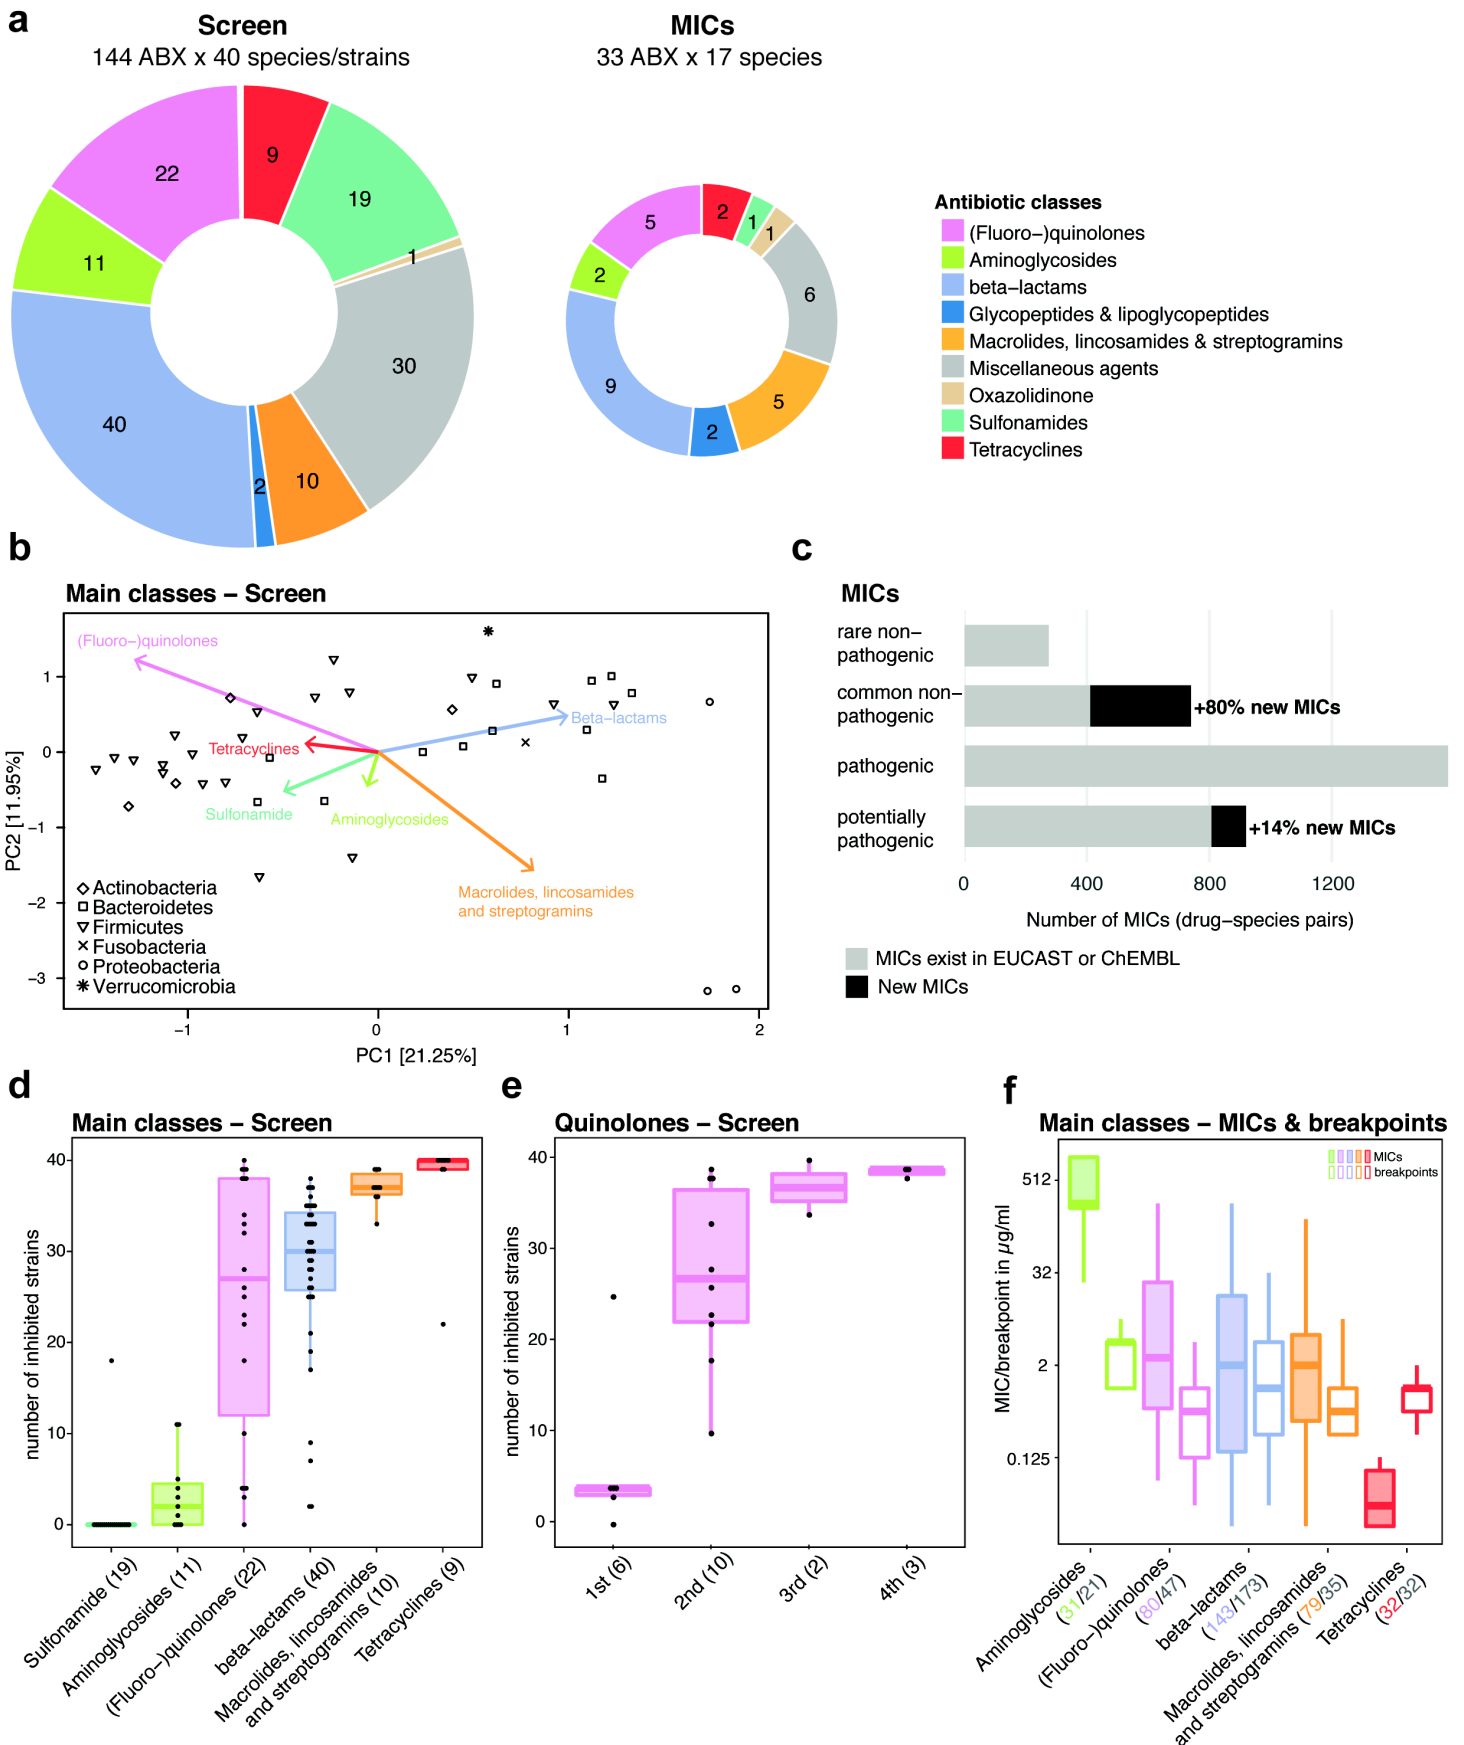 a
Screen
144 ABX x 40 species/strains
9
19
1
30
10
2
40
11
22
MICs
33 ABX x 17 species
2
1
1
6
5
2
9
2
5
Antibiotic classes
(Fluoro−)quinolones
Aminoglycosides
beta−lactams
Glycopeptides & lipoglycopeptides
Macrolides, lincosamides & streptogramins
Miscellaneous agents
Oxazolidinone
Sulfonamides
Tetracyclines
b
Main classes − Screen
(Fluoro−)quinolones
Beta−lactams
Tetracyclines
Sulfonamide
Aminoglycosides
Macrolides, lincosamides
and streptogramins
Actinobacteria
Bacteroidetes
Firmicutes
Fusobacteria
Proteobacteria
Verrucomicrobia
1
0
−1
−2
−3
PC2 [11.95%]
−1
0
1
2
PC1 [21.25%]
c
MICs
rare non−
pathogenic
common non−
pathogenic
+80% new MICs
pathogenic
potentially
pathogenic
+14% new MICs
0
400
800
1200
Number of MICs (drug−species pairs)
MICs exist in EUCAST or ChEMBL
New MICs
d
Main classes − Screen
40
30
20
10
0
number of inhibited strains
Sulfonamide (19)
Aminoglycosides (11)
(Fluoro−)quinolones (22)
beta−lactams (40)
Macrolides, lincosamides
and streptogramins (10)
Tetracyclines (9)
e
Quinolones − Screen
40
30
20
10
0
number of inhibited strains
1st (6)
2nd (10)
3rd (2)
4th (3)
f
Main classes − MICs & breakpoints
MICs
breakpoints
512
32
2
0.125
MIC/breakpoint in µg/ml
Aminoglycosides
(31/21)
(Fluoro−)quinolones
(80/47)
beta−lactams
(143/173)
Macrolides, lincosamides
and streptogramins (79/35)
Tetracyclines
(32/32)